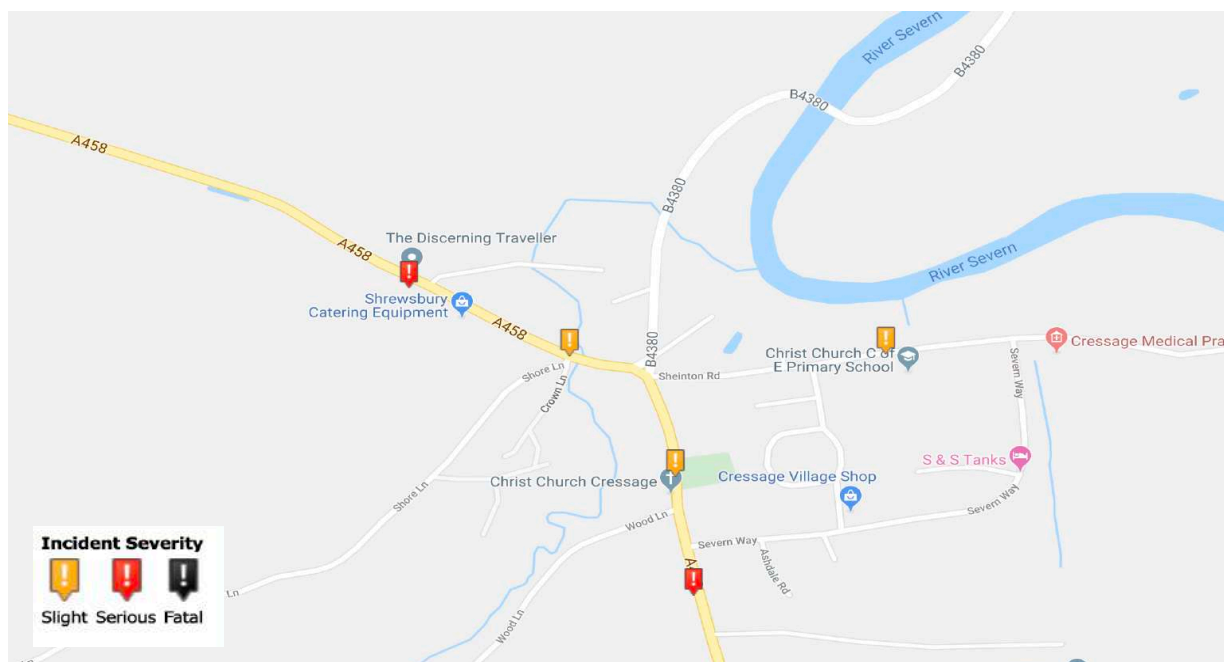 River Severn
B4380
B4380
A458
B4380
The Discerning Traveller
A458
River Severn
Shrewsbury
Catering Equipment
A458
Christ Church C of
E Primary School
Cressage Medical Pra
B4380
Shore Ln
Sheinton Rd
Severn Way
Crown Ln
S & S Tanks
Christ Church Cressage
Cressage Village Shop
Shore Ln
Severn Way
Wood Ln
Severn Way
Ashdale Rd
Incident Severity
Slight Serious Fatal
Ln
Wood Ln